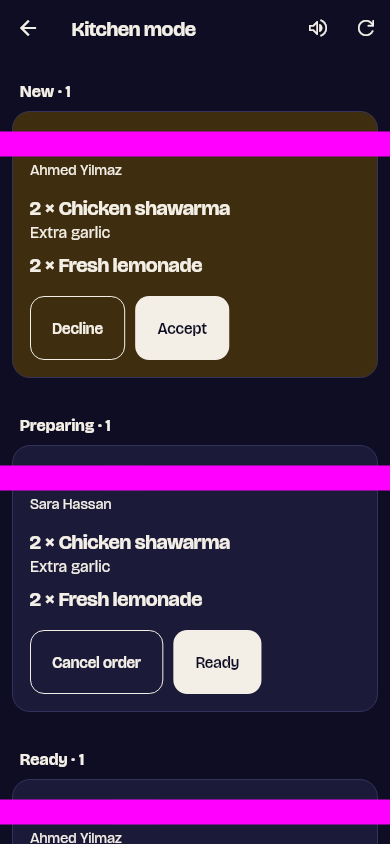 Kitchen mode
New · 1
Ahmed Yilmaz
2 × Chicken shawarma
Extra garlic
2 × Fresh lemonade
Decline
Accept
Preparing · 1
Sara Hassan
2 × Chicken shawarma
Extra garlic
2 × Fresh lemonade
Cancel order
Ready
Ready · 1
Ahmed Yilmaz